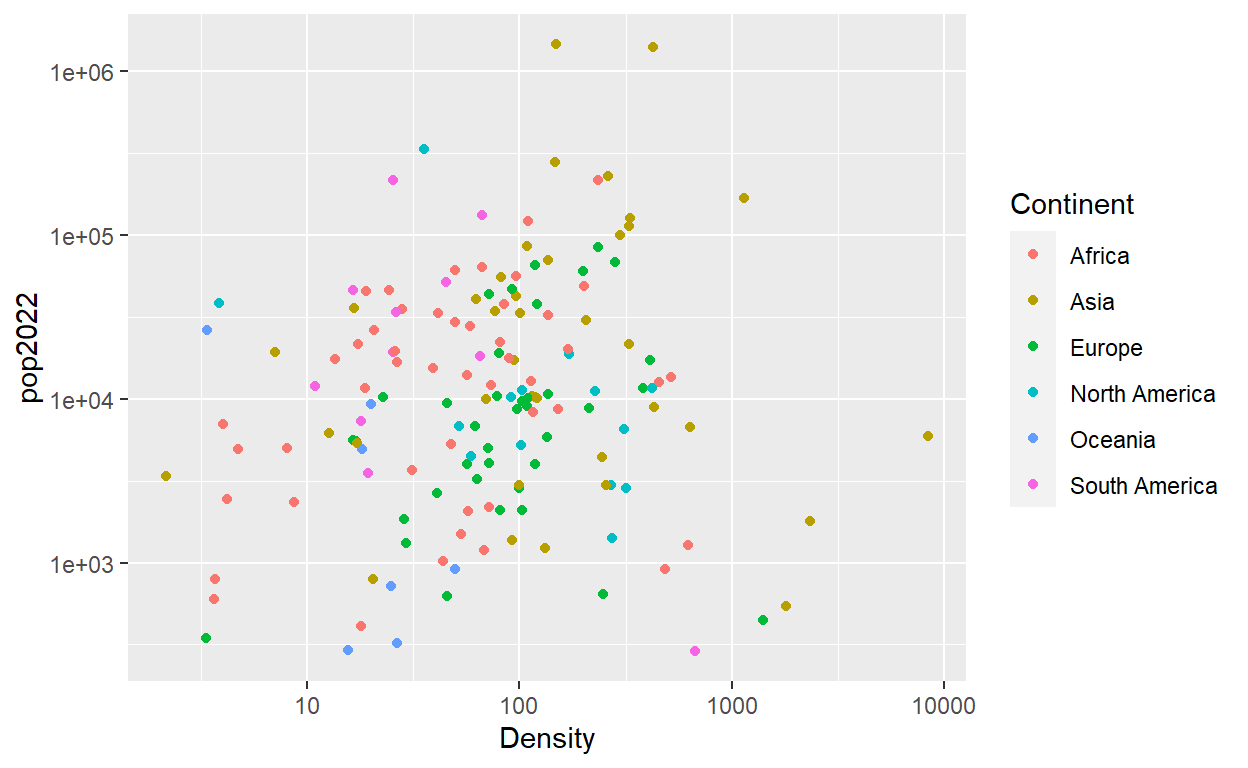 1e+06
1e+05
1e+04
1e+03
pop2022
10
100
1000
10000
Density
Continent
Africa
Asia
Europe
North America
Oceania
South America